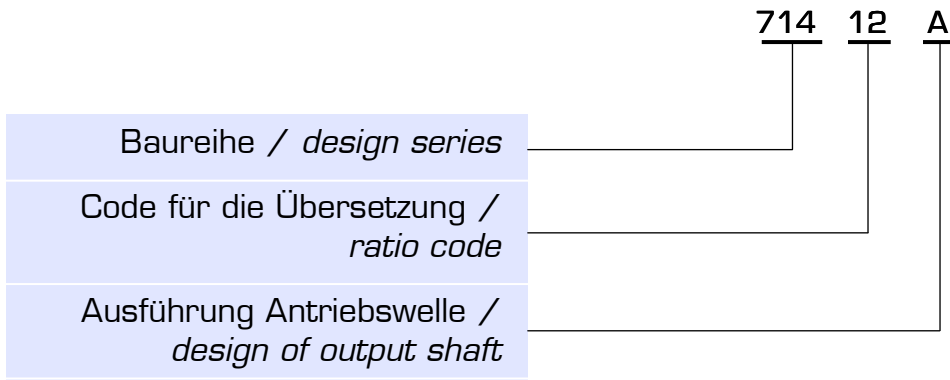 714 12 A
Baureihe / design series
Code für die Übersetzung /
ratio code
Ausführung Antriebswelle /
design of output shaft